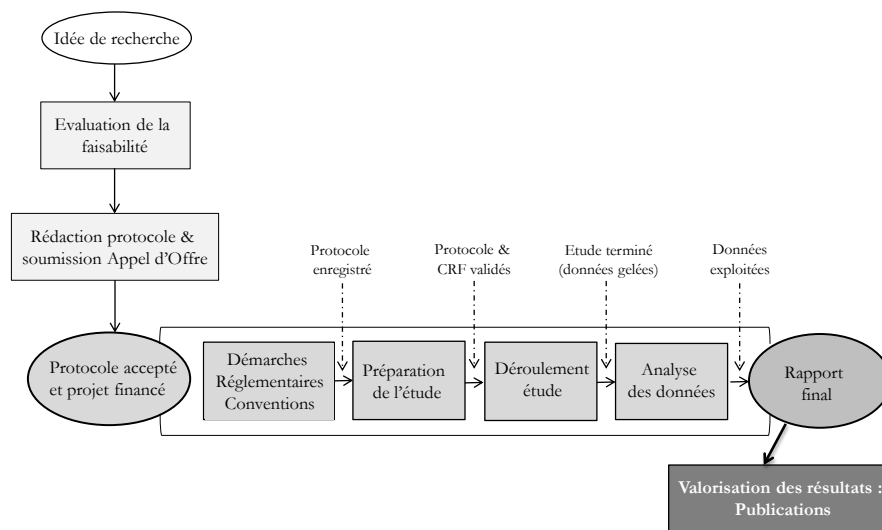 Idée de recherche
Evaluation de la
faisabilité
Rédaction protocole &
soumission Appel d'Offre
Protocole
enregistré
Protocole &
CRF validés
Etude terminé
(données gelées)
Données
exploitées
Protocole accepté
et projet financé
Démarches
Réglementaires
Conventions
Préparation
de l'étude
Déroulement
étude
Analyse
des données
Rapport
final
Valorisation des résultats :
Publications